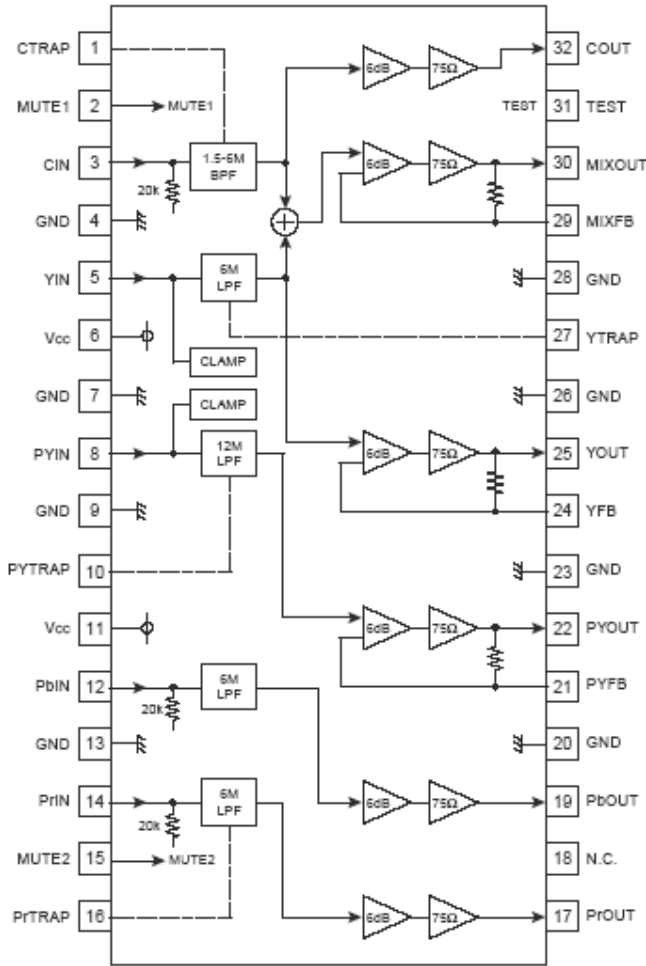 CTRAP 1
MUTE1 2 MUTE1
CIN 3
20k
1.5-6M
BPF
GND 4
YIN 5
6M
LPF
Vcc 6
CLAMP
GND 7
CLAMP
PYIN 8
12M
LPF
GND 9
PYTRAP 10
Vcc 11
PbIN 12
20k
6M
LPF
GND 13
PrIN 14
20k
6M
LPF
MUTE2 15 MUTE2
PrTRAP 16
6dB 75Ω 32 COUT
TEST 31 TEST
6dB 75Ω 30 MIXOUT
29 MIXFB
28 GND
27 YTRAP
26 GND
6dB 75Ω 25 YOUT
24 YFB
23 GND
6dB 75Ω 22 PYOUT
21 PYFB
20 GND
6dB 75Ω 19 PbOUT
18 N.C.
6dB 75Ω 17 PrOUT